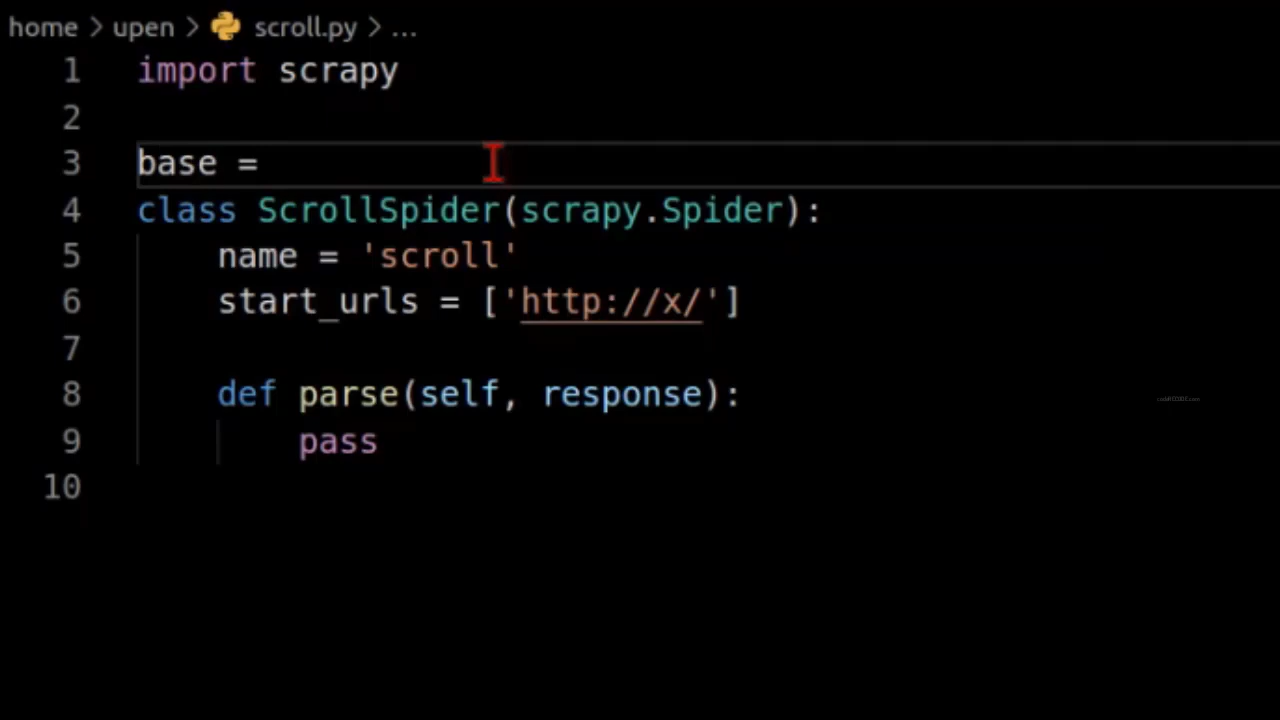 home > upen > scroll.py > ...
1 import scrapy
2
3 base =
4 class ScrollSpider(scrapy.Spider):
5     name = 'scroll'
6     start_urls = ['http://x/']
7
8     def parse(self, response):
9         pass
10